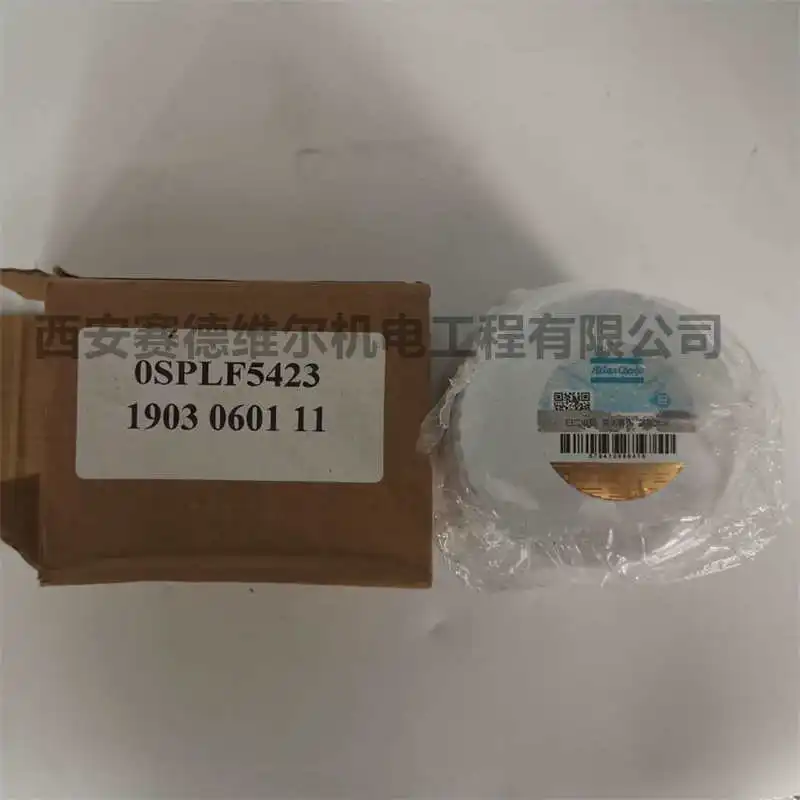 西安赛德维尔机电工程有限公司
0SPLF5423
1903 0601 11
Atlas Copco